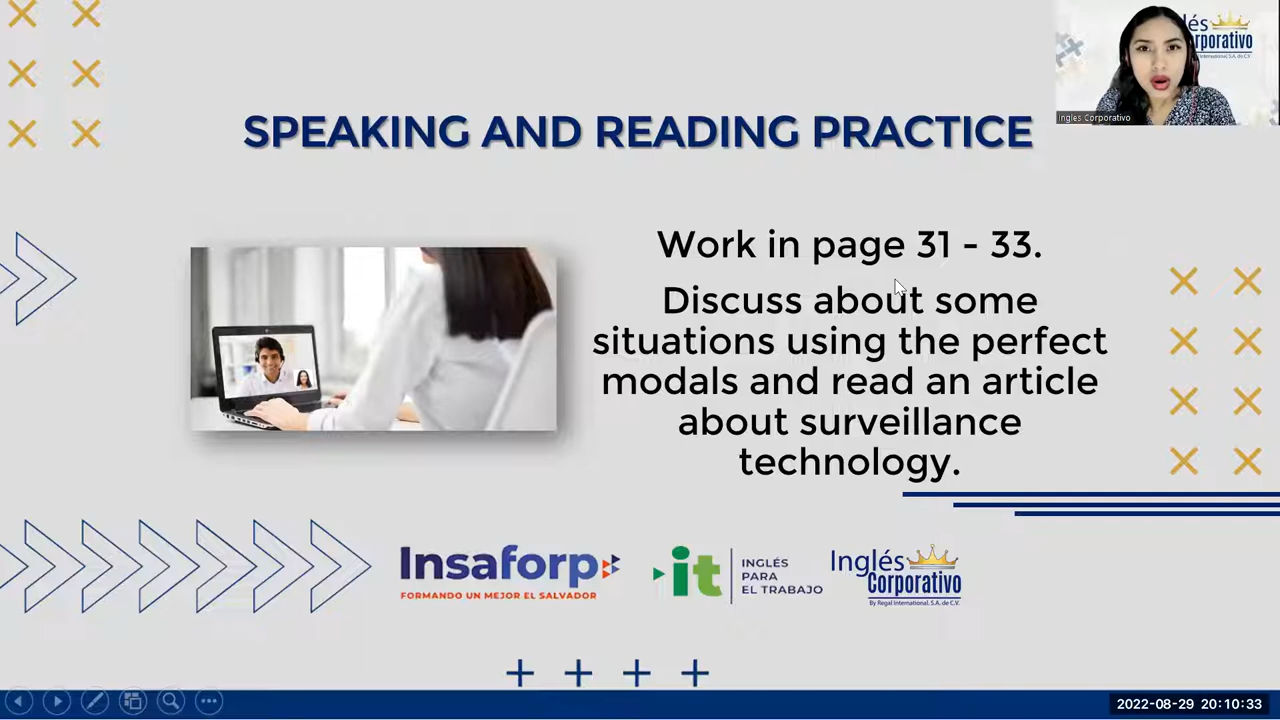 lés
rporativo
Ingles Corporativo
SPEAKING AND READING PRACTICE
Work in page 31 - 33.
Discuss about some
situations using the perfect
modals and read an article
about surveillance
technology.
Insaforp
FORMANDO UN MEJOR EL SALVADOR
it
INGLÉS
PARA
EL TRABAJO
Inglés
Corporativo
By Regal International, S.A. de C.V.
2022-08-29 20:10:33